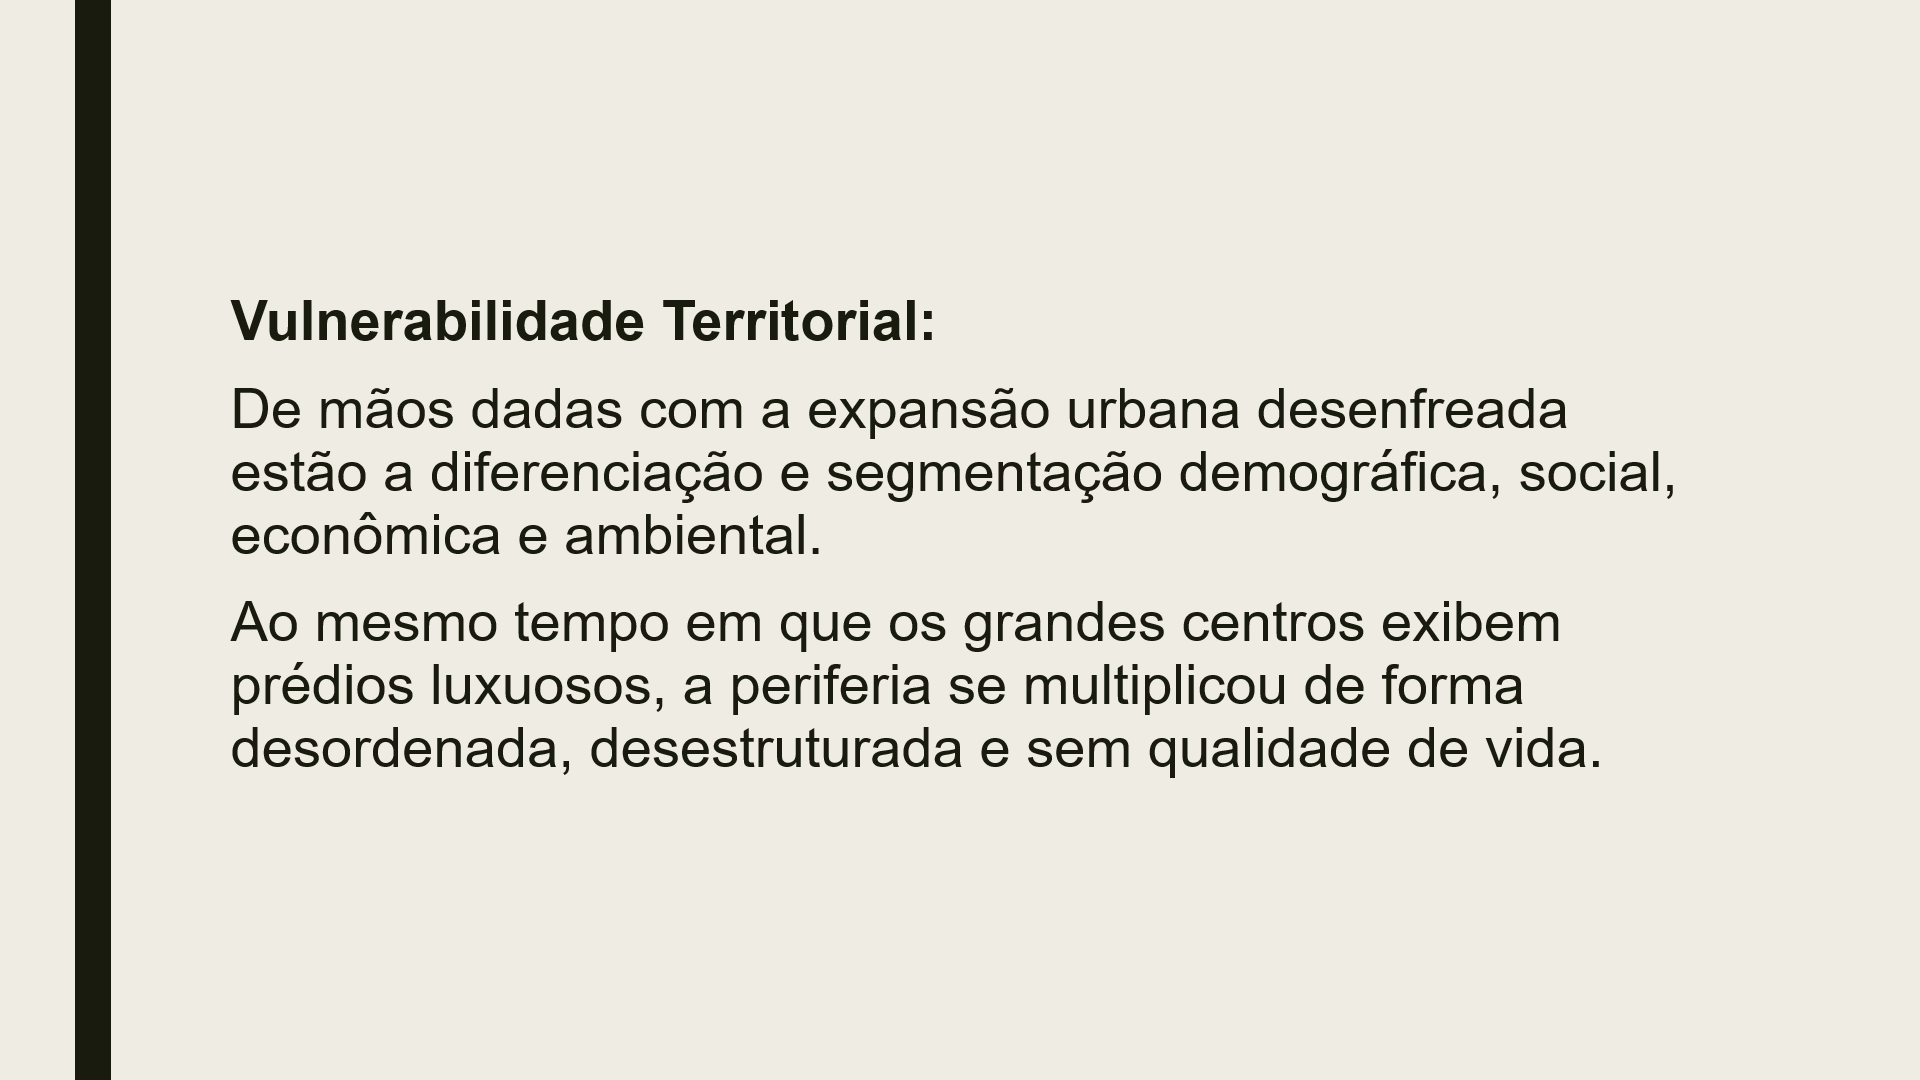 Vulnerabilidade Territorial:
De mãos dadas com a expansão urbana desenfreada
estão a diferenciação e segmentação demográfica, social,
econômica e ambiental.
Ao mesmo tempo em que os grandes centros exibem
prédios luxuosos, a periferia se multiplicou de forma
desordenada, desestruturada e sem qualidade de vida.